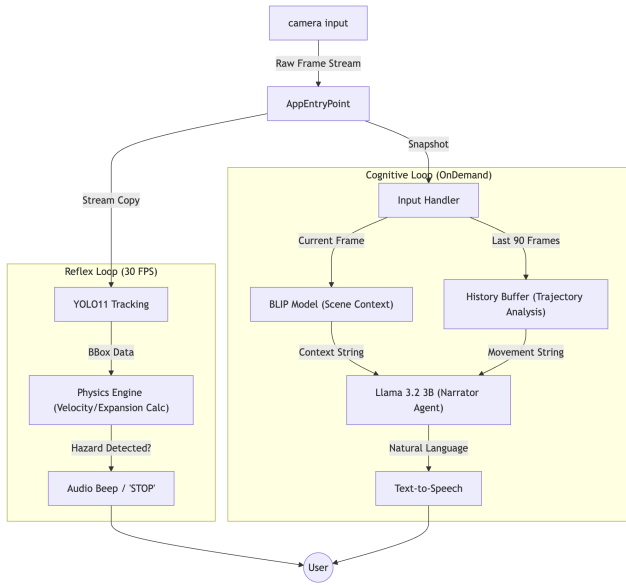 camera input
Raw Frame Stream
AppEntryPoint
Snapshot
Cognitive Loop (OnDemand)
Input Handler
Stream Copy
Current Frame
Last 90 Frames
Reflex Loop (30 FPS)
YOLO11 Tracking
BLIP Model (Scene Context)
History Buffer (Trajectory
Analysis)
BBox Data
Context String
Movement String
Physics Engine
(Velocity/Expansion Calc)
Llama 3.2 3B (Narrator
Agent)
Hazard Detected?
Natural Language
Audio Beep / 'STOP'
Text-to-Speech
User